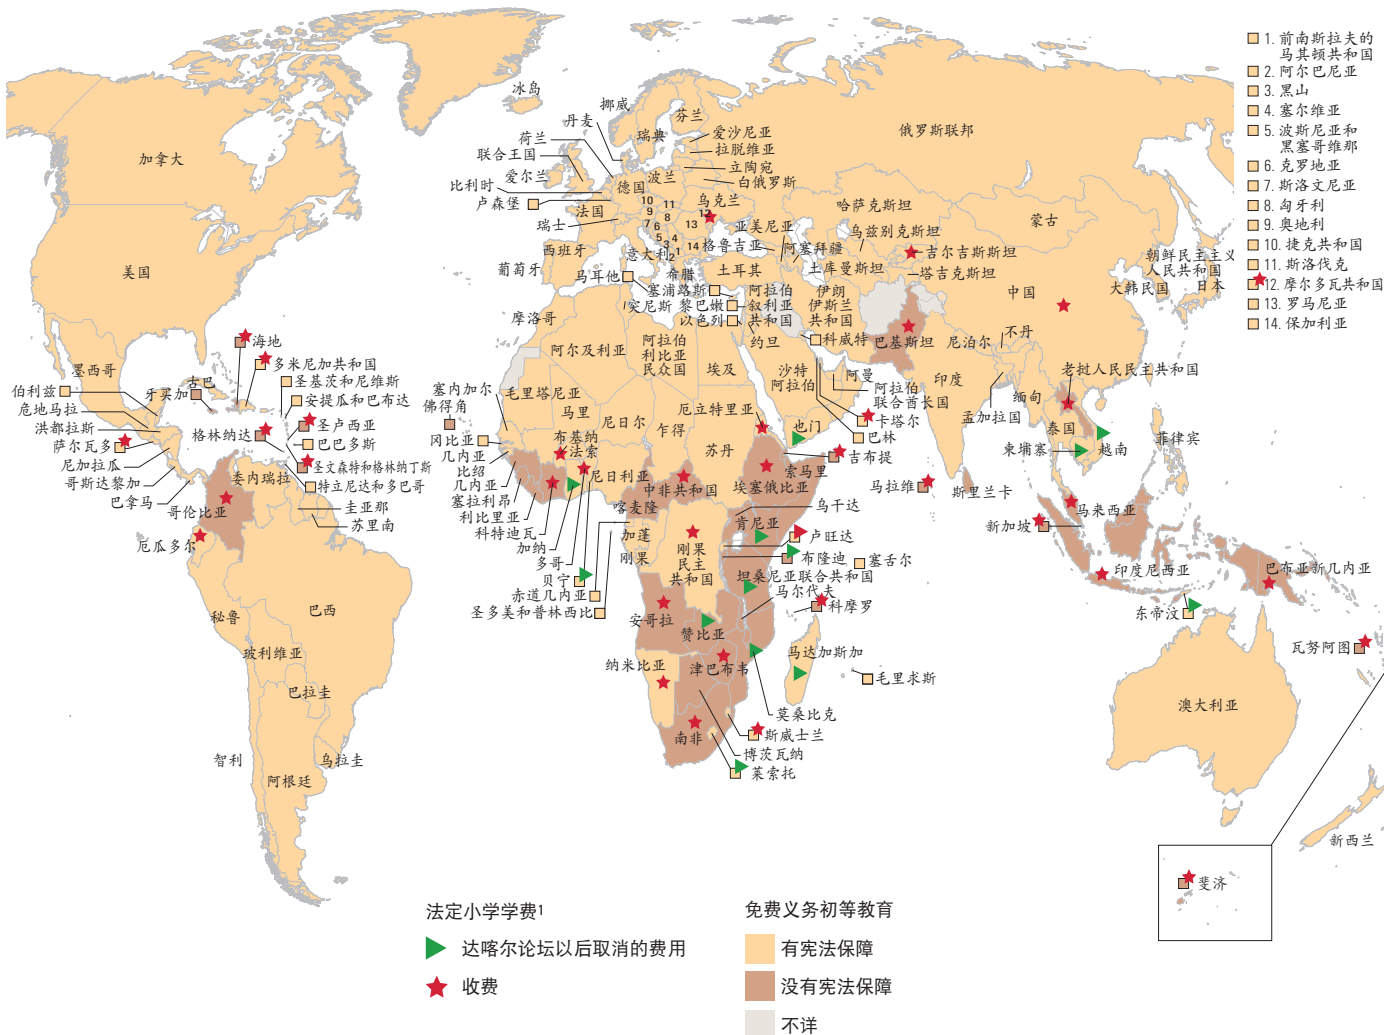 冰岛
挪威
芬兰
丹麦
瑞典
爱沙尼亚
荷兰
拉脱维亚
联合王国
立陶宛
爱尔兰
波兰
白俄罗斯
德国
比利时
卢森堡
法国
乌克兰
瑞士
10
11
9
8
12
7
6
13
5
4
3
1
14
2
俄罗斯联邦
加拿大
美国
哈萨克斯坦
蒙古
亚美尼亚
乌兹别克斯坦
格鲁吉亚
阿塞拜疆
吉尔吉斯斯坦
土库曼斯坦
塔吉克斯坦
西班牙
意大利
葡萄牙
马耳他
希腊
土耳其
塞浦路斯
突尼斯
黎巴嫩
阿拉伯
叙利亚
共和国
以色列
伊朗
伊斯兰
共和国
约旦
科威特
摩洛哥
中国
朝鲜民主主义
人民共和国
大韩民国
日本
巴基斯坦
尼泊尔
不丹
印度
孟加拉国
缅甸
老挝人民民主共和国
泰国
柬埔寨
越南
菲律宾
1. 前南斯拉夫的
马其顿共和国
2. 阿尔巴尼亚
3. 黑山
4. 塞尔维亚
5. 波斯尼亚和
黑塞哥维那
6. 克罗地亚
7. 斯洛文尼亚
8. 匈牙利
9. 奥地利
10. 捷克共和国
11. 斯洛伐克
12. 摩尔多瓦共和国
13. 罗马尼亚
14. 保加利亚
海地
多米尼加共和国
墨西哥
古巴
圣基茨和尼维斯
伯利兹
牙买加
安提瓜和巴布达
危地马拉
圣卢西亚
洪都拉斯
格林纳达
巴巴多斯
萨尔瓦多
圣文森特和格林纳丁斯
尼加拉瓜
委内瑞拉
特立尼达和多巴哥
哥斯达黎加
巴拿马
哥伦比亚
圭亚那
苏里南
厄瓜多尔
秘鲁
巴西
玻利维亚
巴拉圭
智利
乌拉圭
阿根廷
阿尔及利亚
阿拉伯
利比亚
民众国
埃及
沙特
阿拉伯
阿曼
阿拉伯
联合酋长国
卡塔尔
巴林
也门
塞内加尔
毛里塔尼亚
佛得角
马里
尼日尔
乍得
苏丹
厄立特里亚
吉布提
冈比亚
几内亚
比绍
几内亚
塞拉利昂
利比里亚
科特迪瓦
加纳
多哥
贝宁
布基纳
法索
尼日利亚
中非共和国
喀麦隆
埃塞俄比亚
索马里
加蓬
刚果
刚果
民主
共和国
赤道几内亚
圣多美和普林西比
乌干达
肯尼亚
卢旺达
布隆迪
塞舌尔
坦桑尼亚联合共和国
马尔代夫
科摩罗
安哥拉
赞比亚
纳米比亚
津巴布韦
马达加斯加
毛里求斯
莫桑比克
南非
斯威士兰
博茨瓦纳
莱索托
马拉维
斯里兰卡
新加坡
马来西亚
印度尼西亚
巴布亚新几内亚
东帝汶
瓦努阿图
澳大利亚
新西兰
斐济
法定小学学费1
达喀尔论坛以后取消的费用
收费
免费义务初等教育
有宪法保障
没有宪法保障
不详